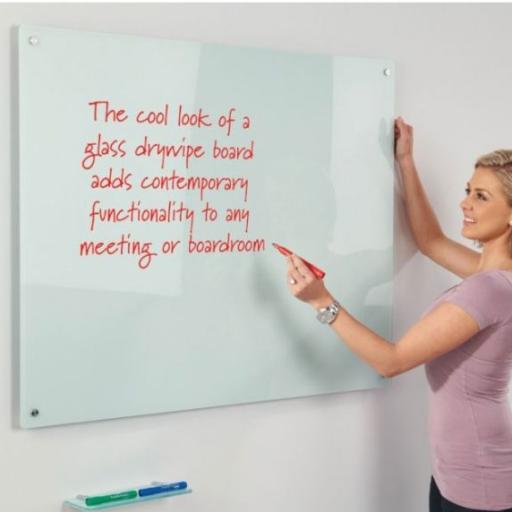 The cool look of a
glass drywipe board
adds contemporary
functionality to any
meeting or boardroom